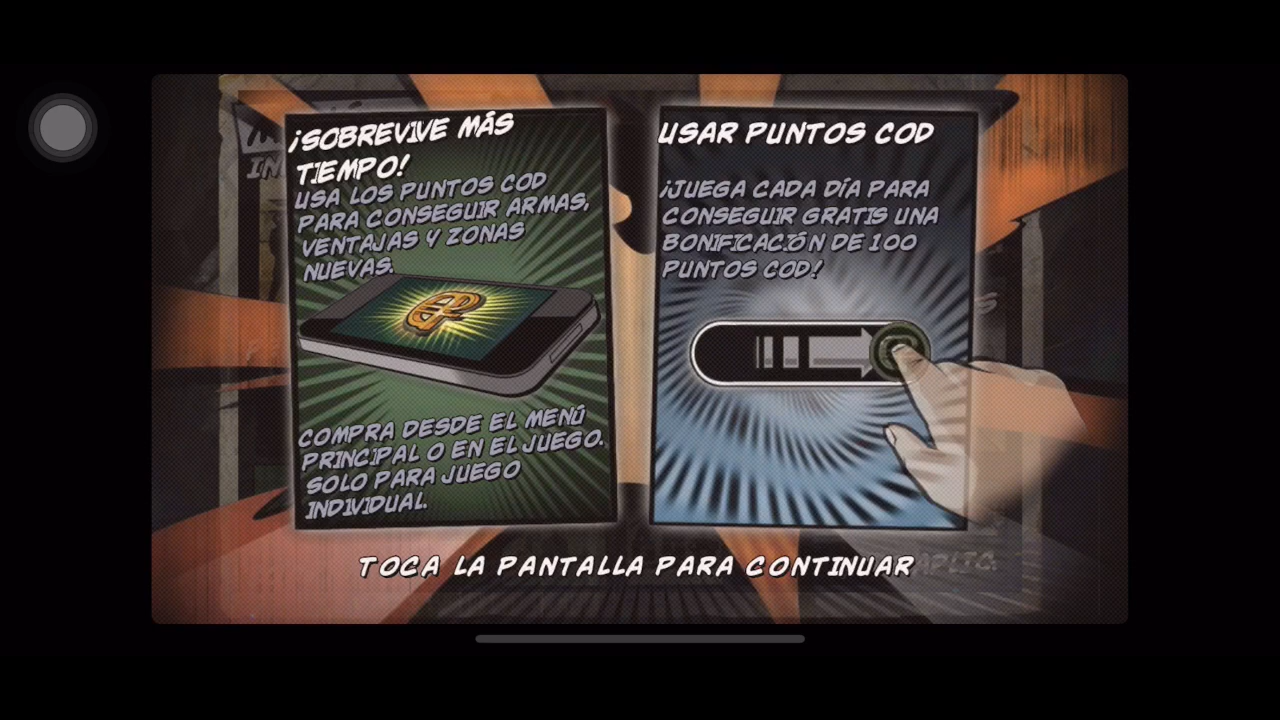 ¡SOBREVIVE MÁS
TIEMPO!
USA LOS PUNTOS COD
PARA CONSEGUIR ARMAS,
VENTAJAS Y ZONAS
NUEVAS.
COMPRA DESDE EL MENÚ
PRINCIPAL O EN EL JUEGO.
SOLO PARA JUEGO
INDIVIDUAL.
USAR PUNTOS COD
¡JUEGA CADA DÍA PARA
CONSEGUIR GRATIS UNA
BONIFICACIÓN DE 100
PUNTOS COD!
TOCA LA PANTALLA PARA CONTINUAR